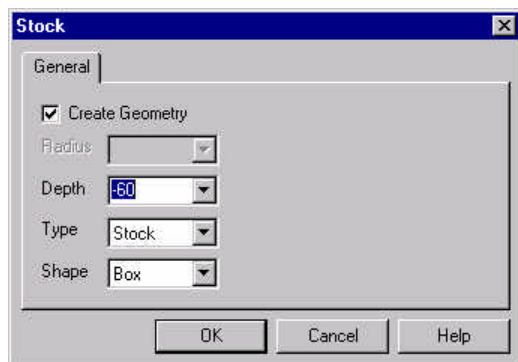 Stock
General
Create Geometry
Radius
Depth -60
Type Stock
Shape Box
OK Cancel Help